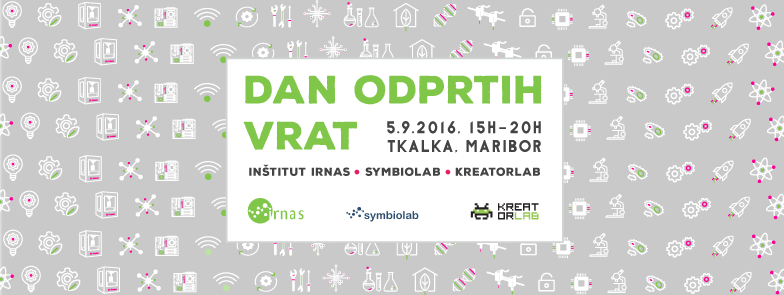 DAN ODPRTIH
VRAT
5.9.2016. 15H-20H
TKALKA. MARIBOR
INŠTITUT IRNAS • SYMBIOLAB • KREATORLAB
irnas
symbiolab
KREAT
ORLAB